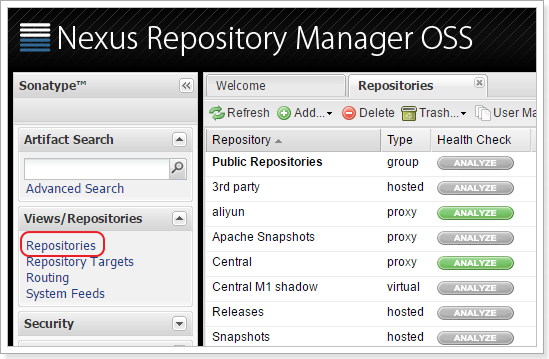 Nexus Repository Manager OSS
Sonatype™
Welcome
Repositories
Refresh
Add...
Delete
Trash...
User Ma
Artifact Search
Advanced Search
Views/Repositories
Repositories
Repository Targets
Routing
System Feeds
Security
Repository Type Health Check
Public Repositories group ANALYZE
3rd party hosted ANALYZE
aliyun proxy ANALYZE
Apache Snapshots proxy ANALYZE
Central proxy ANALYZE
Central M1 shadow virtual ANALYZE
Releases hosted ANALYZE
Snapshots hosted ANALYZE